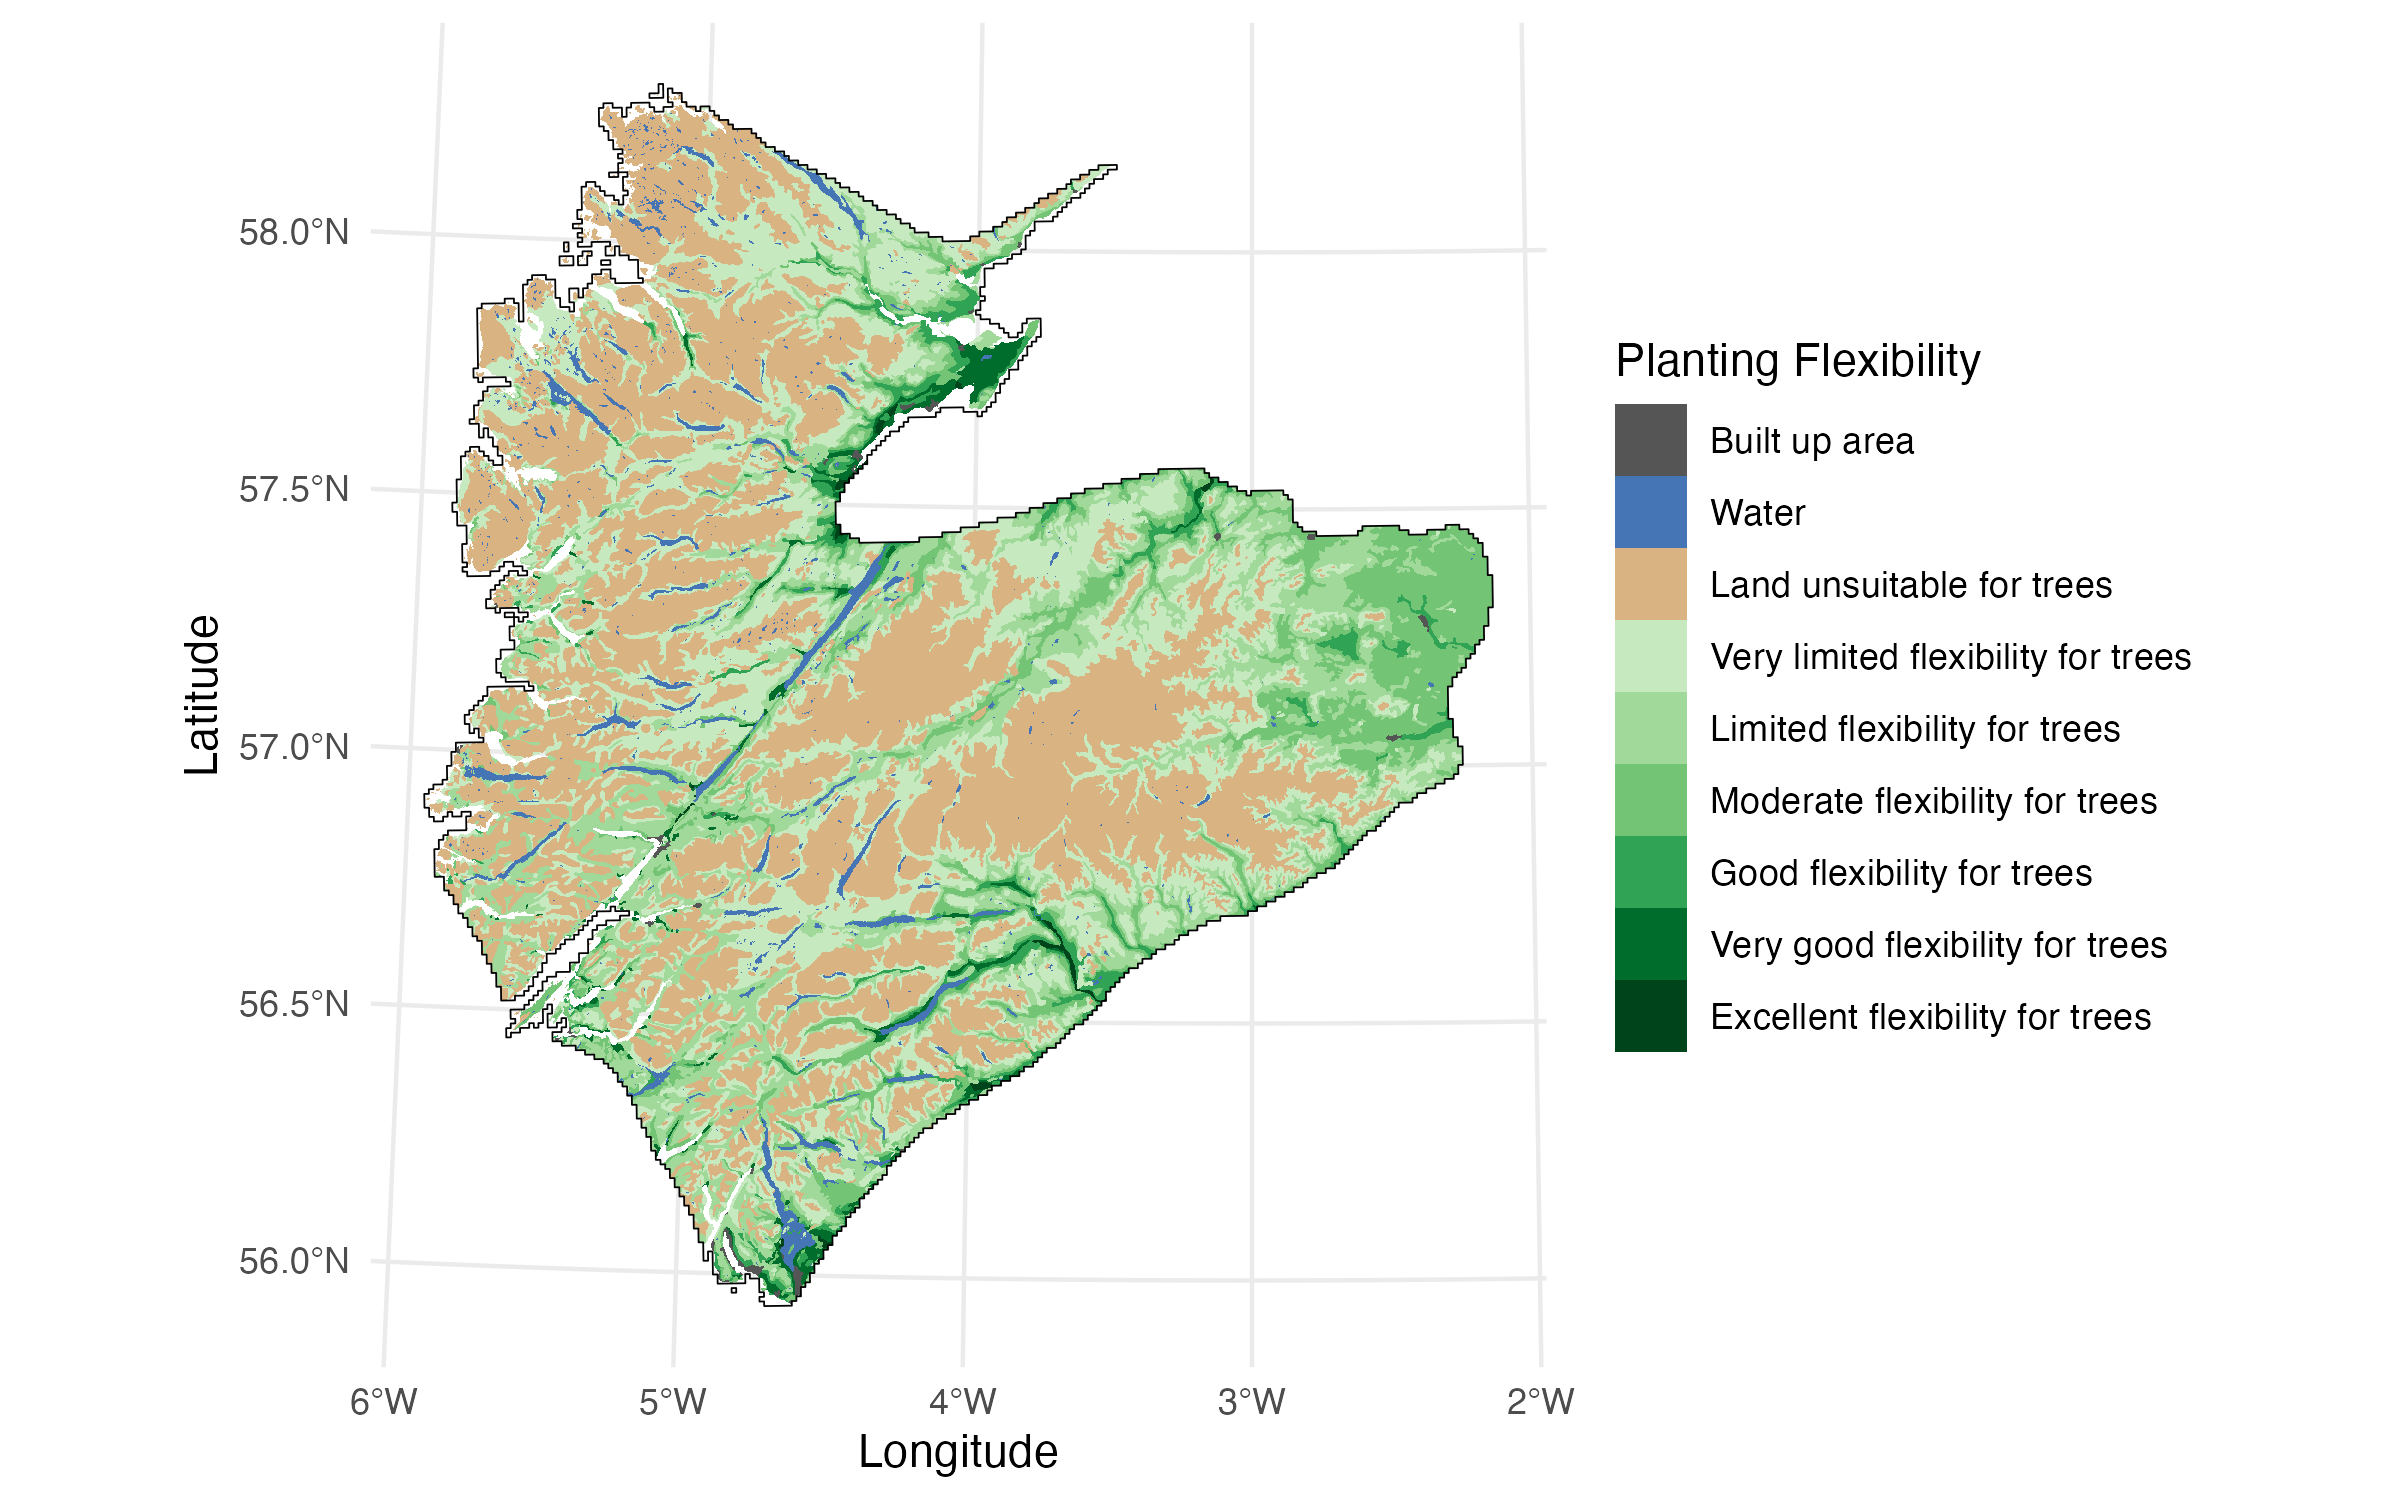 58.0°N
57.5°N
57.0°N
56.5°N
56.0°N
Latitude
6°W
5°W
4°W
3°W
2°W
Longitude
Planting Flexibility
Built up area
Water
Land unsuitable for trees
Very limited flexibility for trees
Limited flexibility for trees
Moderate flexibility for trees
Good flexibility for trees
Very good flexibility for trees
Excellent flexibility for trees